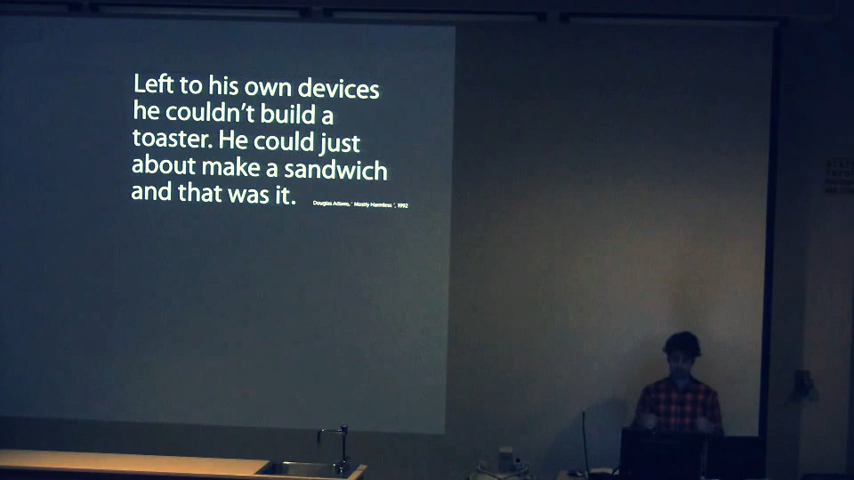 Left to his own devices
he couldn't build a
toaster. He could just
about make a sandwich
and that was it.
Douglas Adams, ' Mostly Harmless ', 1992